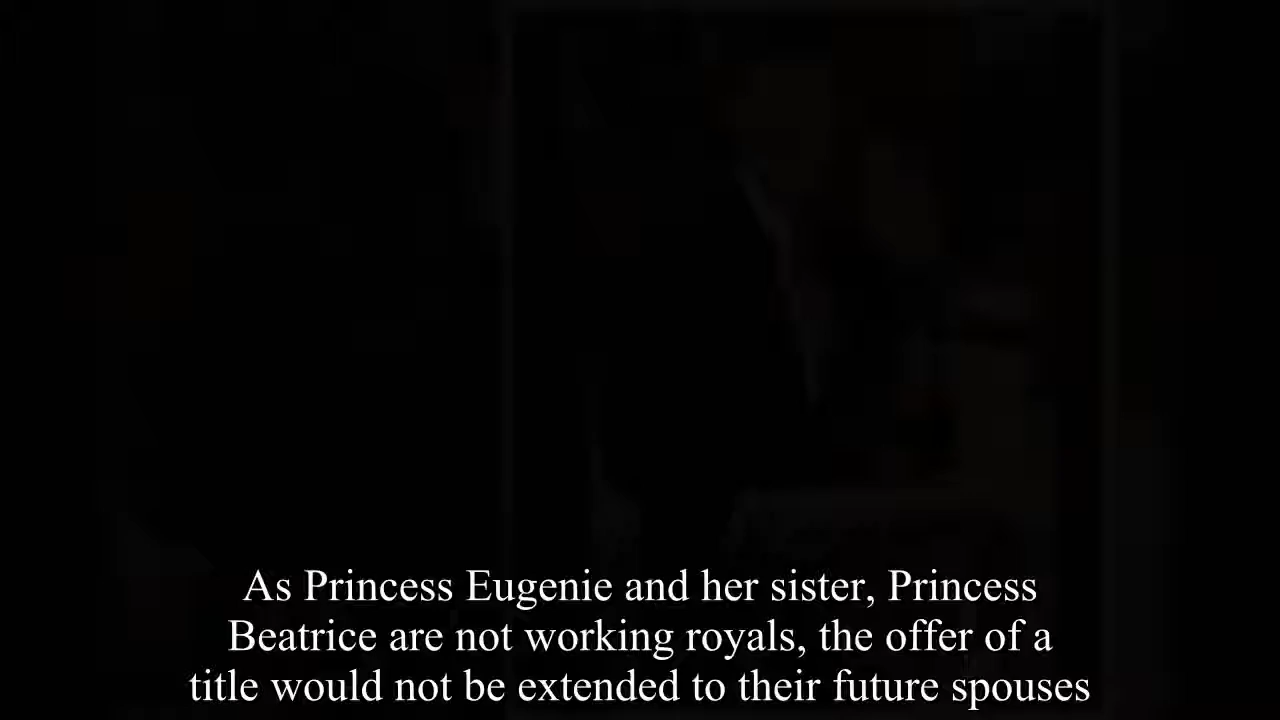 As Princess Eugenie and her sister, Princess
Beatrice are not working royals, the offer of a
title would not be extended to their future spouses